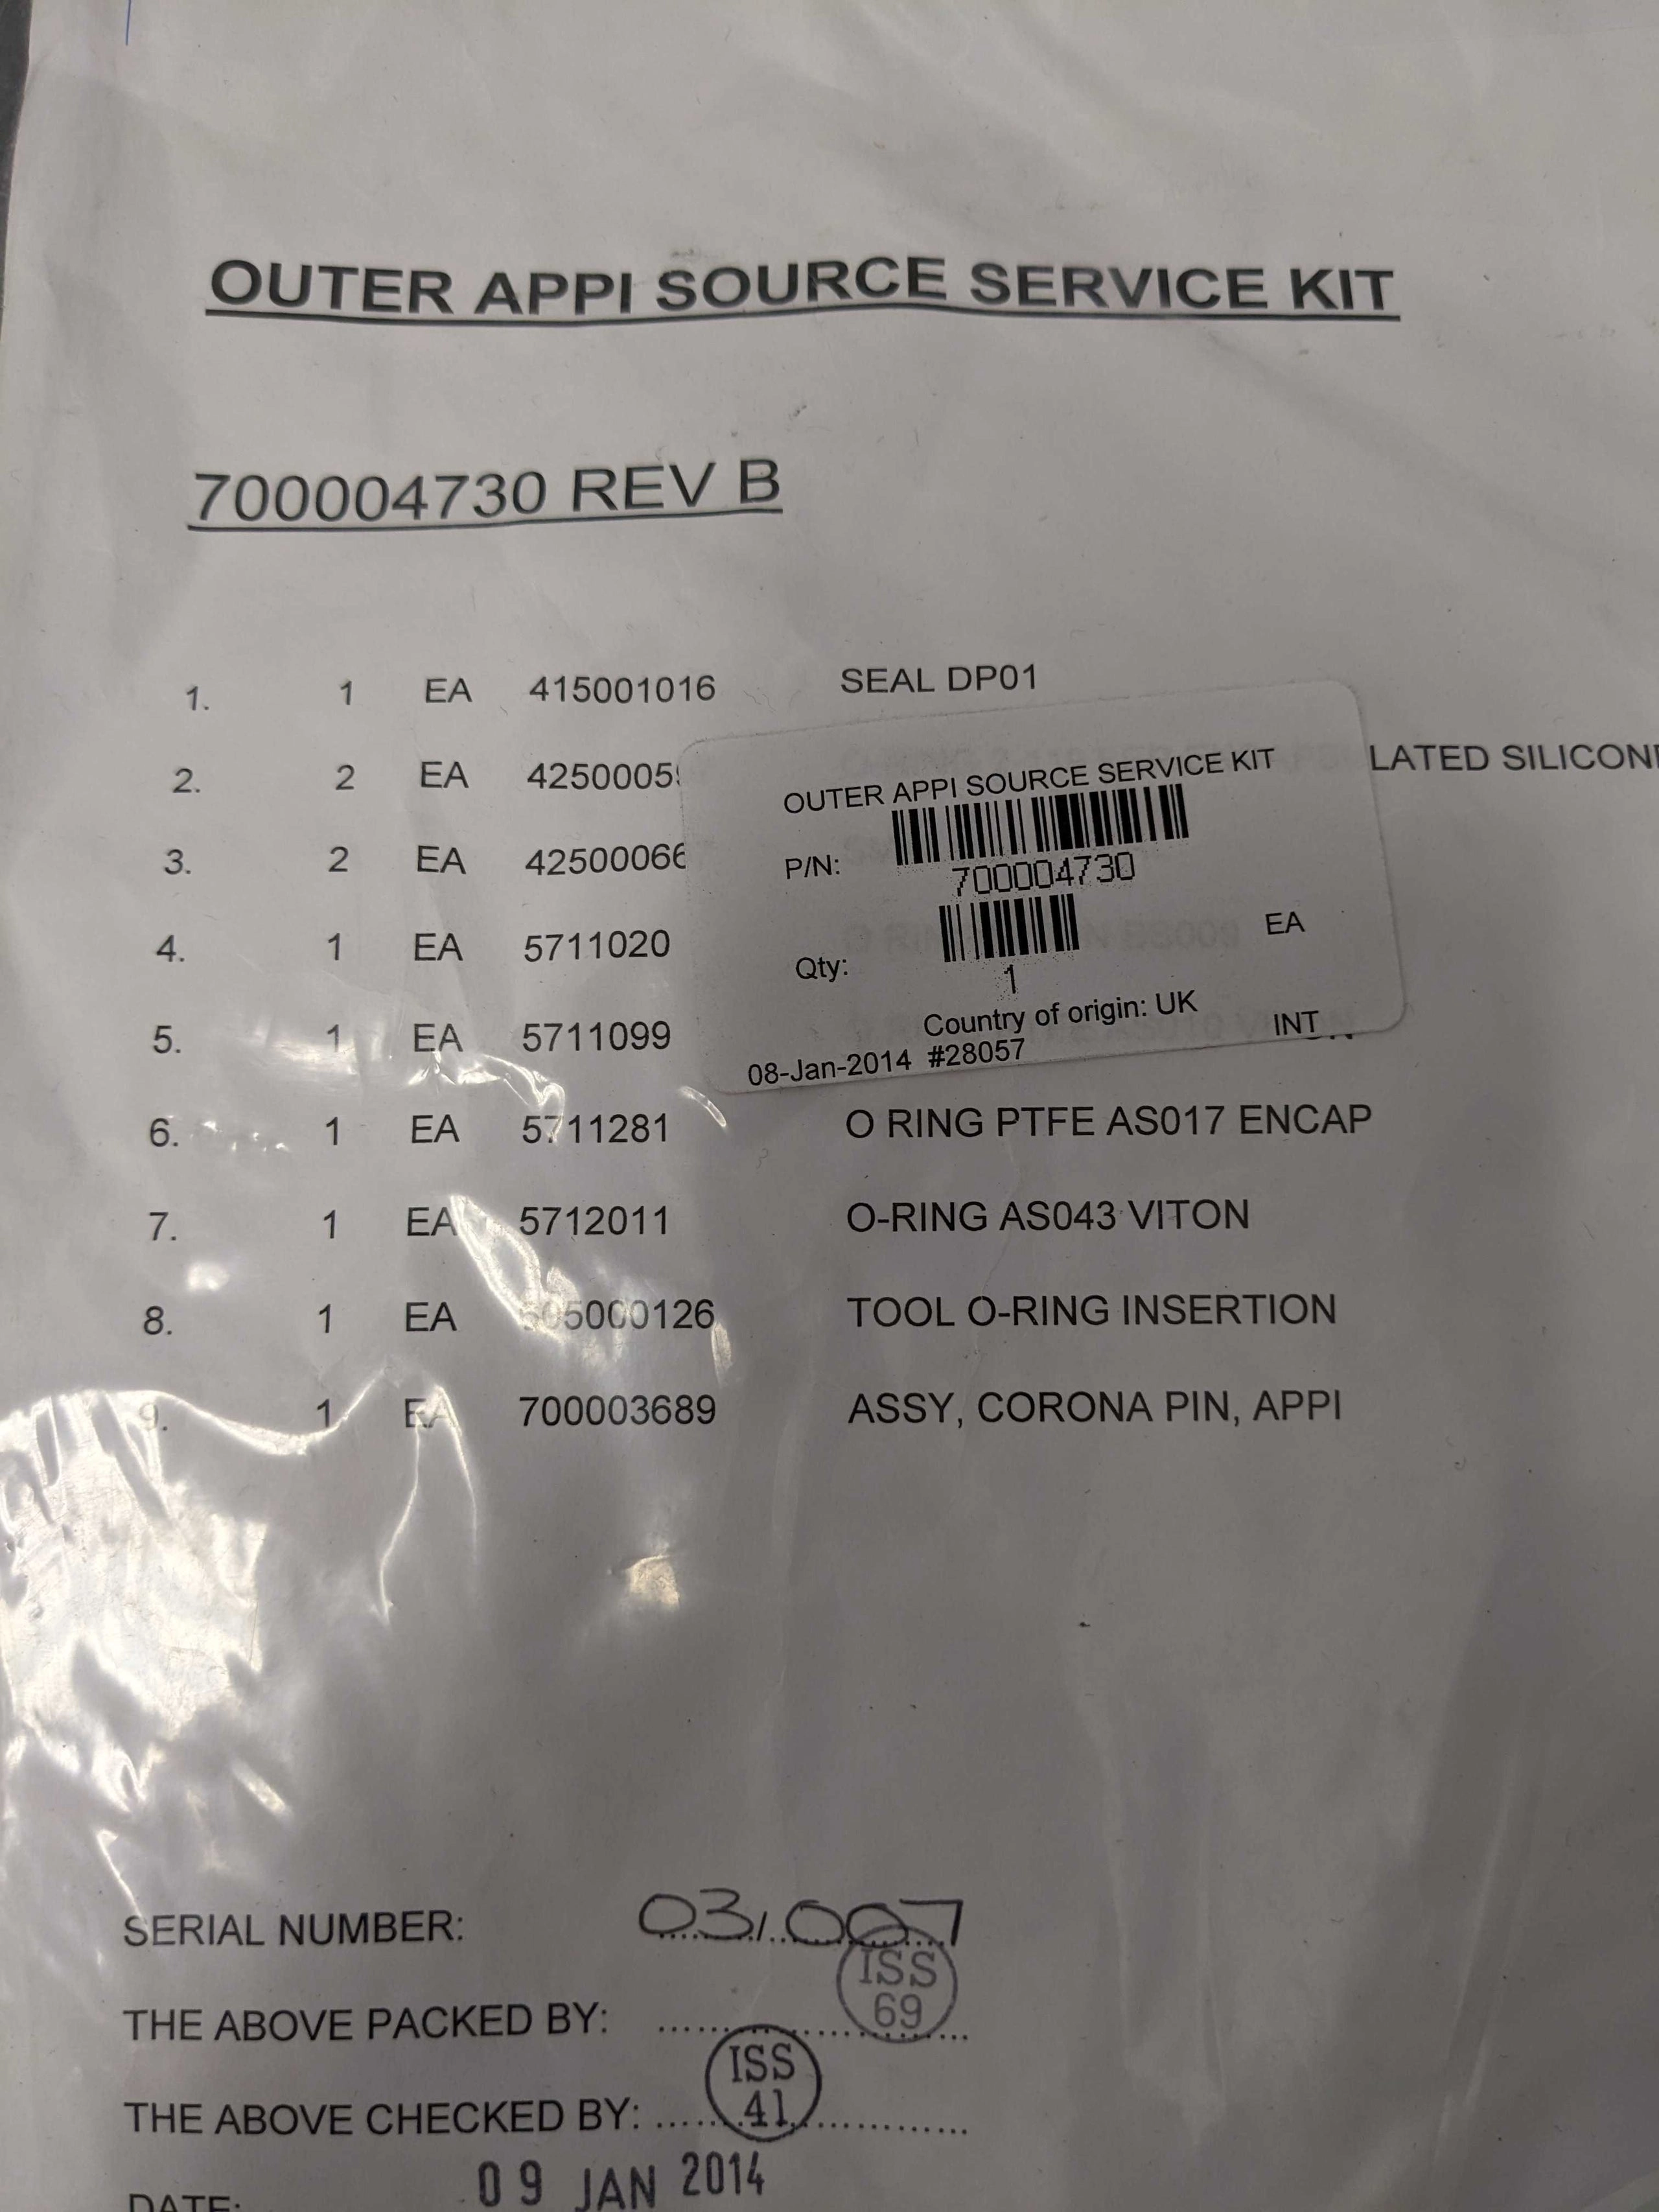 OUTER APPI SOURCE SERVICE KIT
700004730 REV B
1. 1 EA 415001016 SEAL DP01
2. 2 EA LATED SILICON
3. 2 EA
4. 1 EA 5711020
5. 1 EA 5711099
6. 1 EA 5711281 O RING PTFE AS017 ENCAP
7. 1 EA 5712011 O-RING AS043 VITON
8. 1 EA TOOL O-RING INSERTION
9. 1 EA 700003689 ASSY, CORONA PIN, APPI
OUTER APPI SOURCE SERVICE KIT
P/N: 700004730
Qty: 1 EA
Country of origin: UK
08-Jan-2014 #28057 INT
SERIAL NUMBER: 031007
THE ABOVE PACKED BY: ISS 69
THE ABOVE CHECKED BY: ISS 41
DATE: 09 JAN 2014